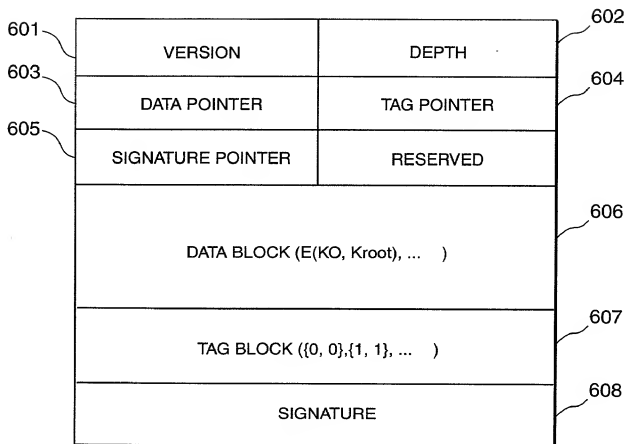 601
VERSION
DEPTH
602
603
DATA POINTER
TAG POINTER
604
605
SIGNATURE POINTER
RESERVED
DATA BLOCK (E(KO, Kroot), ... )
606
TAG BLOCK ({0, 0},{1, 1}, ... )
607
SIGNATURE
608